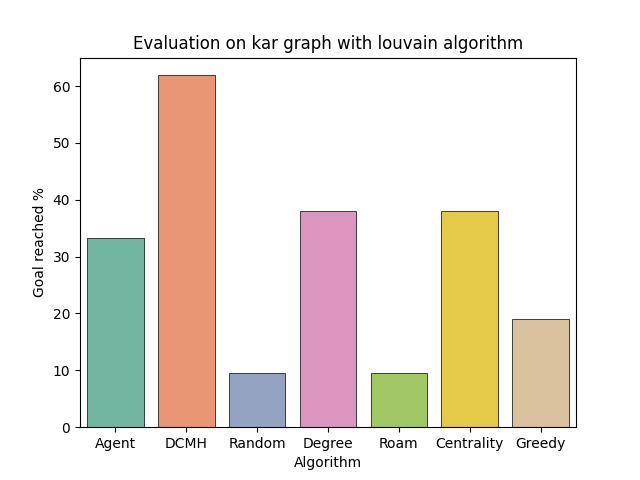 Evaluation on kar graph with louvain algorithm
Goal reached %
60
50
40
30
20
10
0
Agent DCMH Random Degree Roam Centrality Greedy
Algorithm